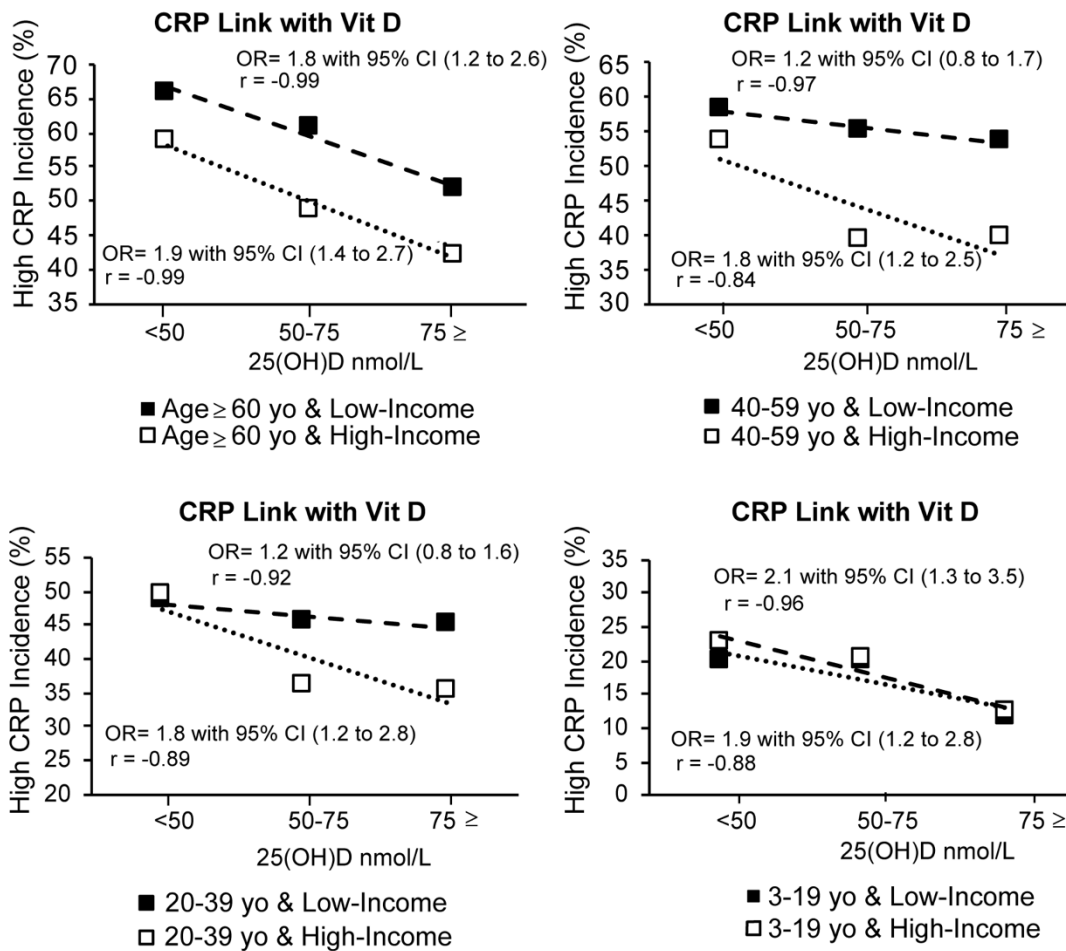 CRP Link with Vit D
OR= 1.8 with 95% CI (1.2 to 2.6)
r = -0.99
High CRP Incidence (%)
70
65
60
55
50
45
40
35
OR= 1.9 with 95% CI (1.4 to 2.7)
r = -0.99
<50 50-75 75 ≥
25(OH)D nmol/L
■ Age ≥ 60 yo & Low-Income
□ Age ≥ 60 yo & High-Income
CRP Link with Vit D
OR= 1.2 with 95% CI (0.8 to 1.7)
r = -0.97
High CRP Incidence (%)
65
60
55
50
45
40
35
30
OR= 1.8 with 95% CI (1.2 to 2.5)
r = -0.84
<50 50-75 75 ≥
25(OH)D nmol/L
■ 40-59 yo & Low-Income
□ 40-59 yo & High-Income
CRP Link with Vit D
OR= 1.2 with 95% CI (0.8 to 1.6)
r = -0.92
High CRP Incidence (%)
55
50
45
40
35
30
25
20
OR= 1.8 with 95% CI (1.2 to 2.8)
r = -0.89
<50 50-75 75 ≥
25(OH)D nmol/L
■ 20-39 yo & Low-Income
□ 20-39 yo & High-Income
CRP Link with Vit D
OR= 2.1 with 95% CI (1.3 to 3.5)
r = -0.96
High CRP Incidence (%)
35
30
25
20
15
10
5
0
OR= 1.9 with 95% CI (1.2 to 2.8)
r = -0.88
<50 50-75 75 ≥
25(OH)D nmol/L
■ 3-19 yo & Low-Income
□ 3-19 yo & High-Income